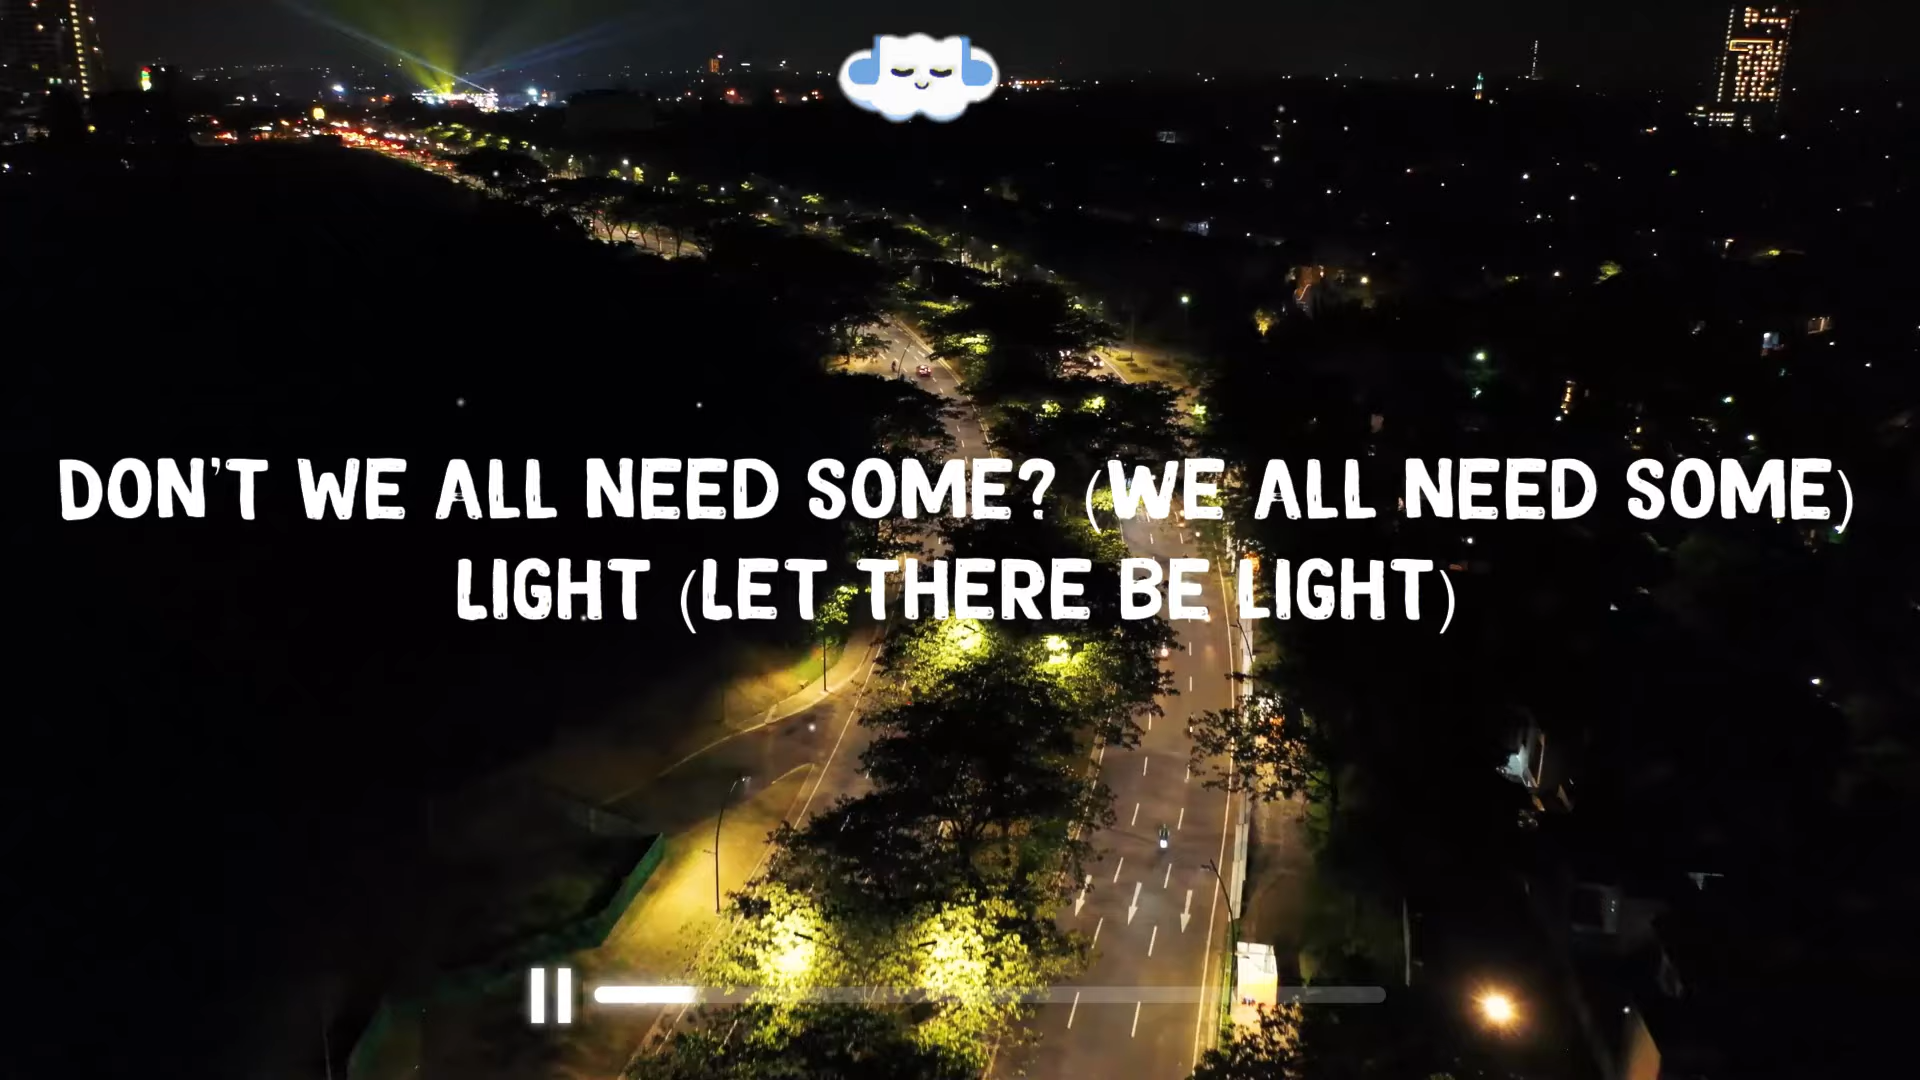 DON'T WE ALL NEED SOME? (WE ALL NEED SOME)
LIGHT (LET THERE BE LIGHT)